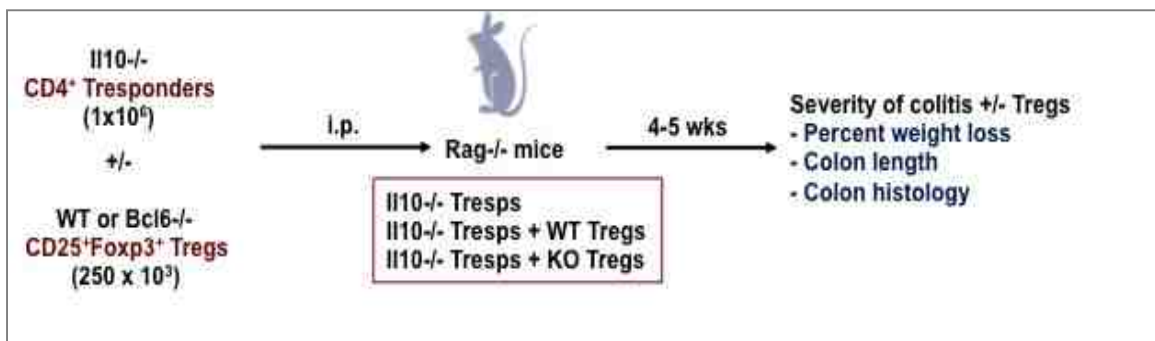 Il10-/-
CD4⁺ Tresponders
(1x10⁶)
+/-
WT or Bcl6-/-
CD25⁺Foxp3⁺ Tregs
(250 x 10³)
i.p.
Rag-/- mice
Il10-/- Tresps
Il10-/- Tresps + WT Tregs
Il10-/- Tresps + KO Tregs
4-5 wks
Severity of colitis +/- Tregs
- Percent weight loss
- Colon length
- Colon histology